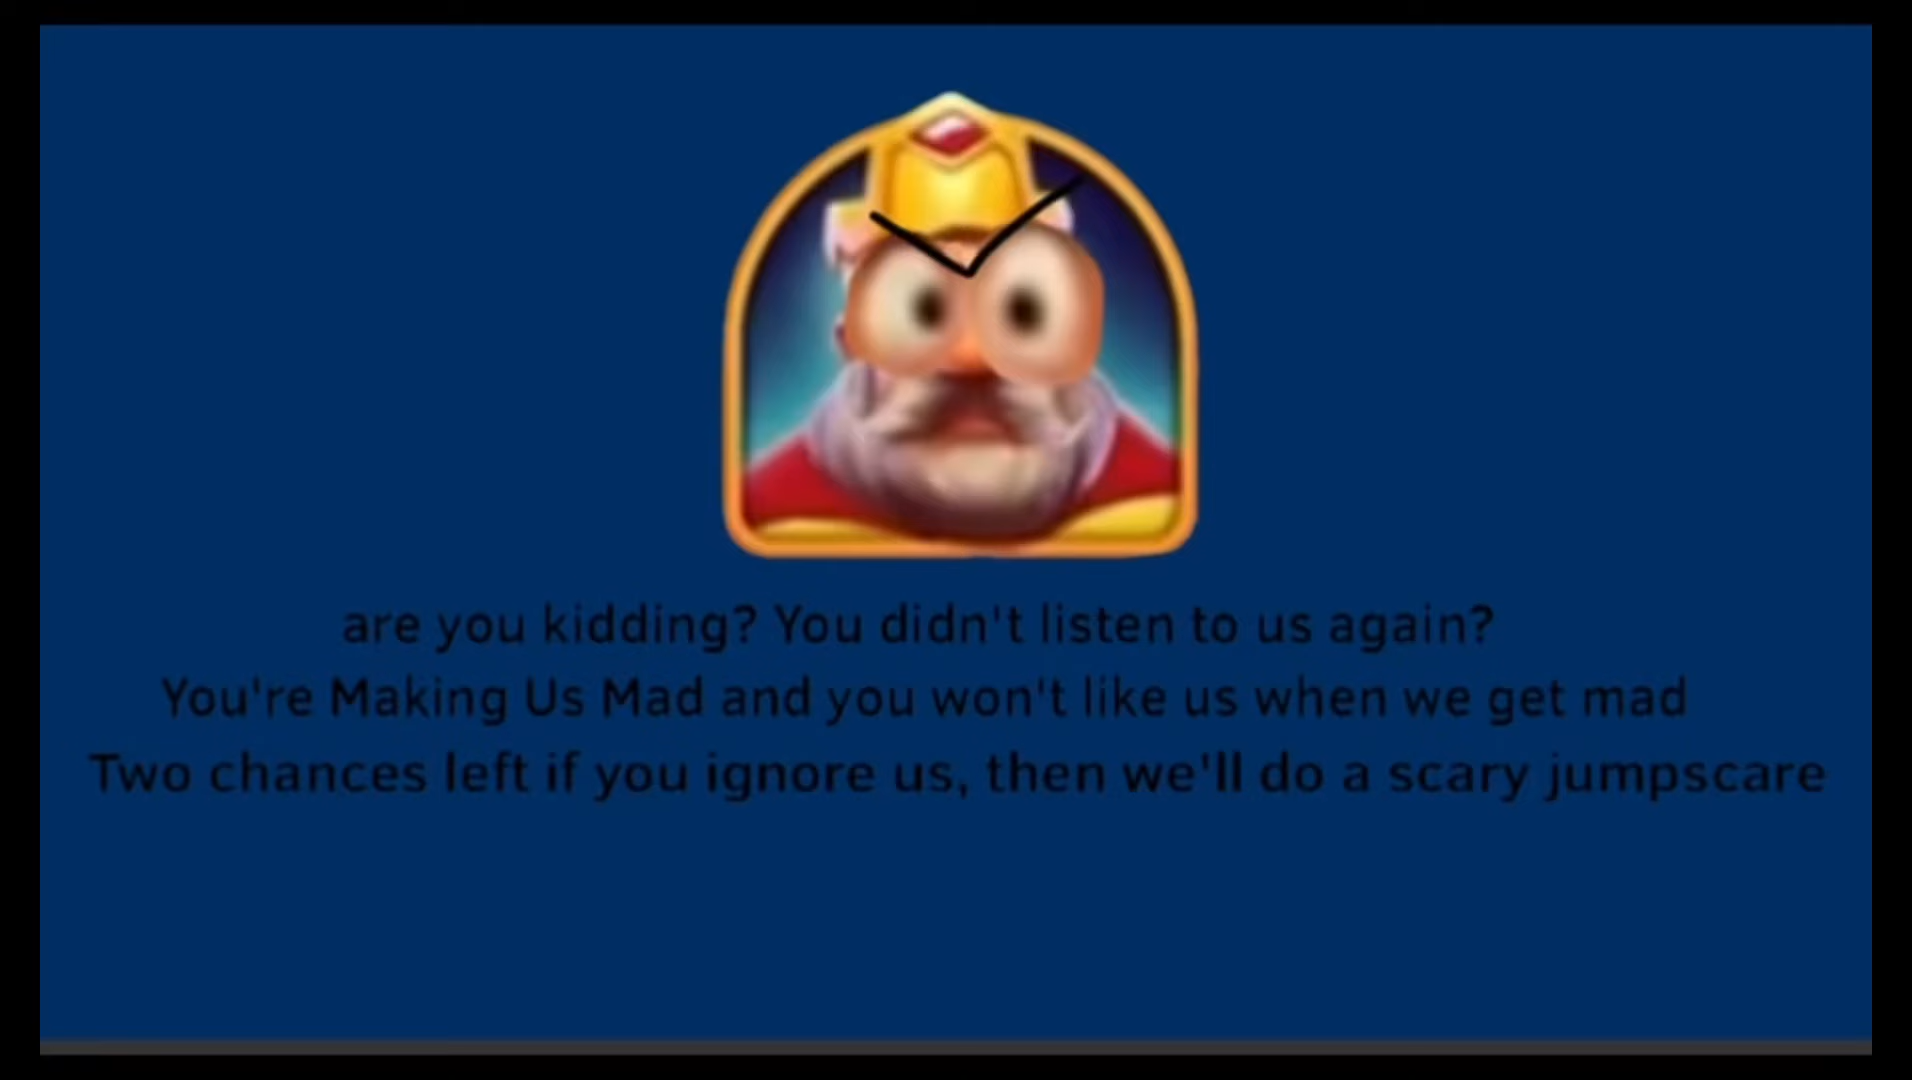 are you kidding? You didn't listen to us again?
You're Making Us Mad and you won't like us when we get mad
Two chances left if you ignore us, then we'll do a scary jumpscare